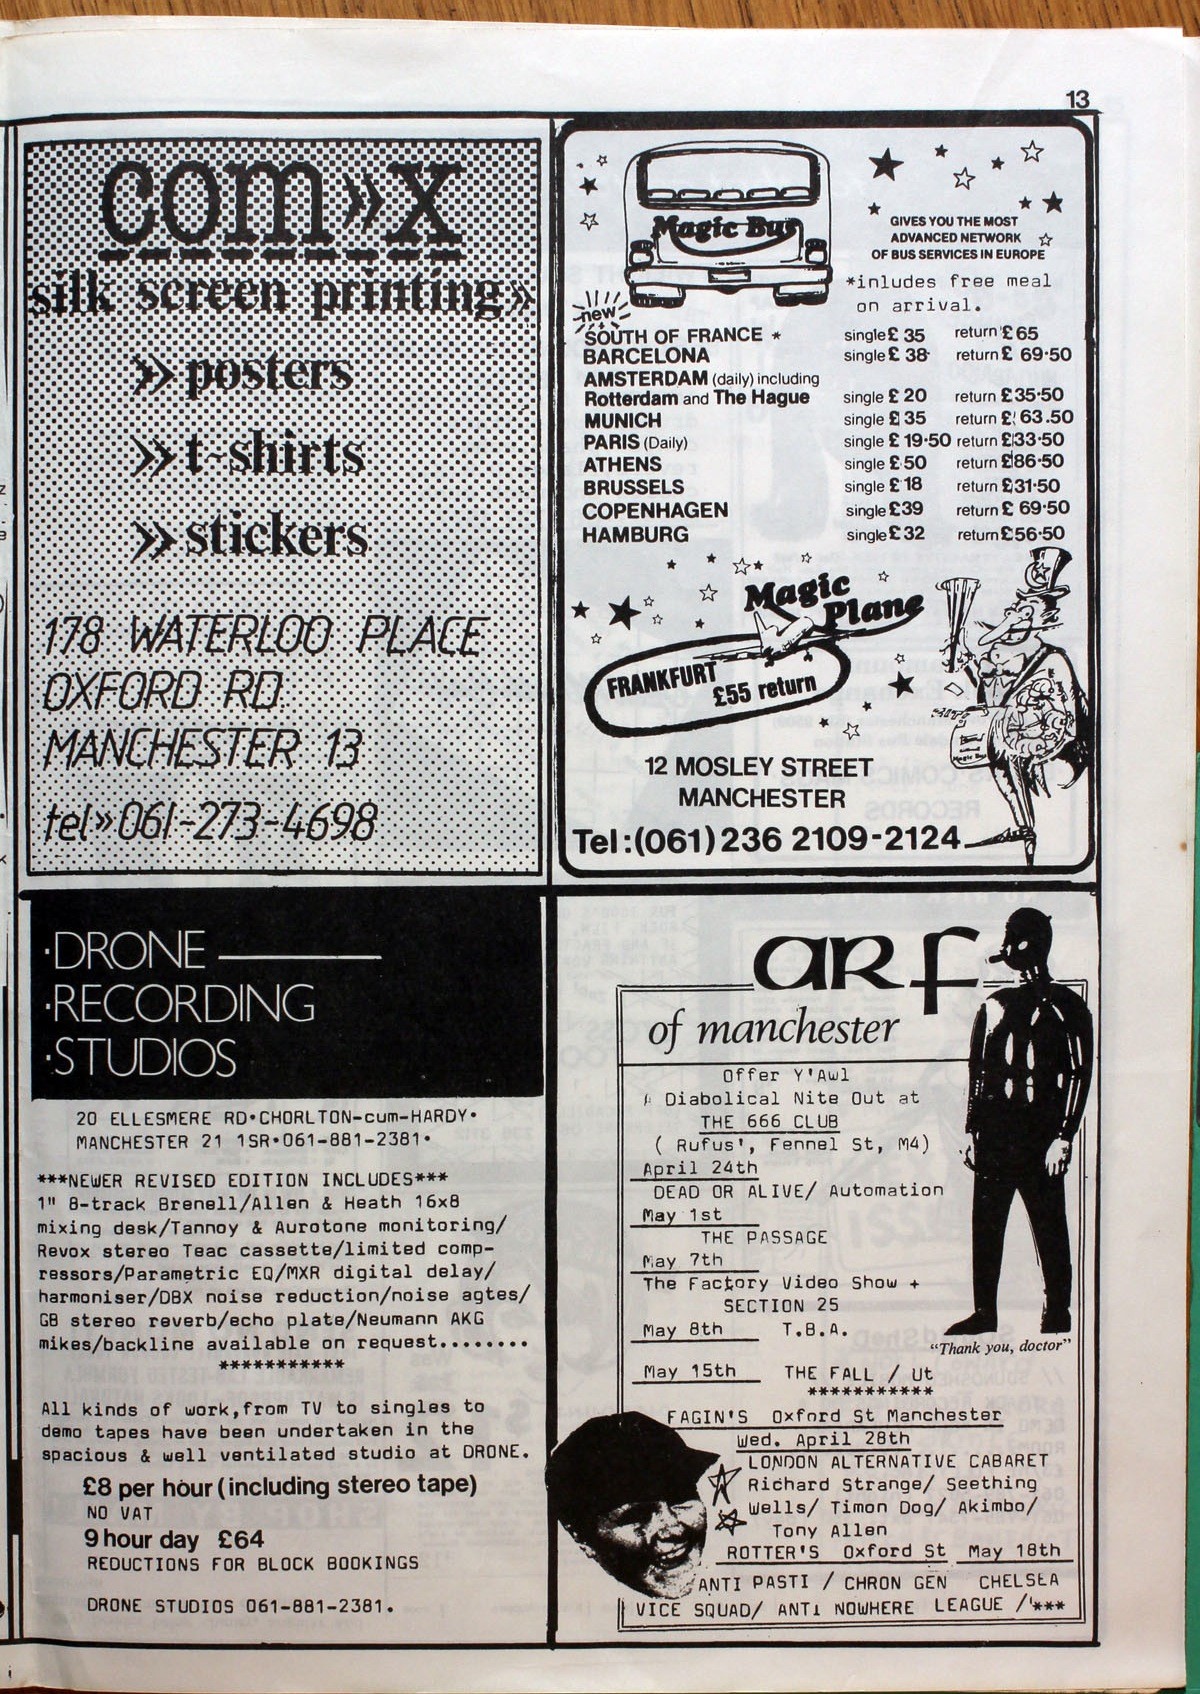 13
com»x
silk screen printing»
» posters
» t-shirts
» stickers
178 WATERLOO PLACE
OXFORD RD
MANCHESTER 13
tel»061-273-4698
Magic Bus
GIVES YOU THE MOST
ADVANCED NETWORK
OF BUS SERVICES IN EUROPE
*inludes free meal
on arrival.
new
SOUTH OF FRANCE * single £ 35 return £ 65
BARCELONA single £ 38 return £ 69·50
AMSTERDAM (daily) including
Rotterdam and The Hague single £ 20 return £35·50
MUNICH single £ 35 return £ 63.50
PARIS (Daily) single £ 19·50 return £33·50
ATHENS single £50 return £86·50
BRUSSELS single £ 18 return £31·50
COPENHAGEN single £39 return £ 69·50
HAMBURG single £ 32 return £56·50
Magic
Plane
FRANKFURT
£55 return
Magic Bus
12 MOSLEY STREET
MANCHESTER
Tel:(061) 236 2109-2124
·DRONE
·RECORDING
·STUDIOS
20 ELLESMERE RD•CHORLTON-cum-HARDY•
MANCHESTER 21 1SR•061-881-2381•
***NEWER REVISED EDITION INCLUDES***
1" 8-track Brenell/Allen & Heath 16x8
mixing desk/Tannoy & Aurotone monitoring/
Revox stereo Teac cassette/limited comp-
ressors/Parametric EQ/MXR digital delay/
harmoniser/DBX noise reduction/noise agtes/
GB stereo reverb/echo plate/Neumann AKG
mikes/backline available on request........
***********
All kinds of work,from TV to singles to
demo tapes have been undertaken in the
spacious & well ventilated studio at DRONE.
£8 per hour (including stereo tape)
NO VAT
9 hour day £64
REDUCTIONS FOR BLOCK BOOKINGS
DRONE STUDIOS 061-881-2381.
aRf
of manchester
Offer Y'Awl
A Diabolical Nite Out at
THE 666 CLUB
( Rufus', Fennel St, M4)
April 24th
DEAD OR ALIVE/ Automation
May 1st
THE PASSAGE
May 7th
The Factory Video Show +
SECTION 25
May 8th T.B.A.
"Thank you, doctor"
May 15th THE FALL / Ut
***********
FAGIN'S Oxford St Manchester
Wed. April 28th
LONDON ALTERNATIVE CABARET
Richard Strange/ Seething
Wells/ Timon Dog/ Akimbo/
Tony Allen
ROTTER'S Oxford St May 18th
ANTI PASTI / CHRON GEN CHELSEA
VICE SQUAD/ ANTi NOWHERE LEAGUE /***